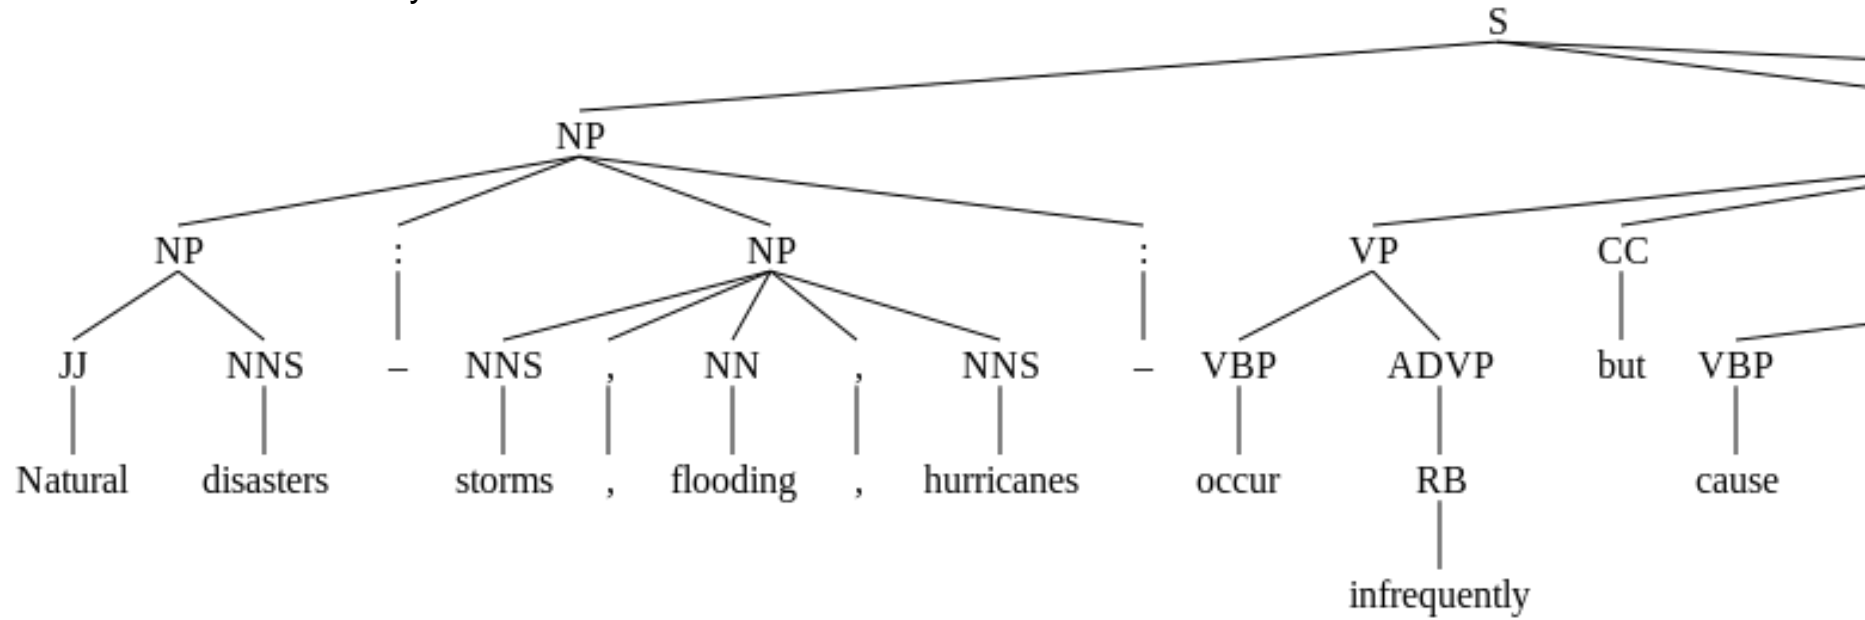 S
NP
NP : NP : VP CC
JJ NNS – NNS , NN , NNS – VBP ADVP but VBP
Natural disasters storms , flooding , hurricanes occur RB cause
infrequently